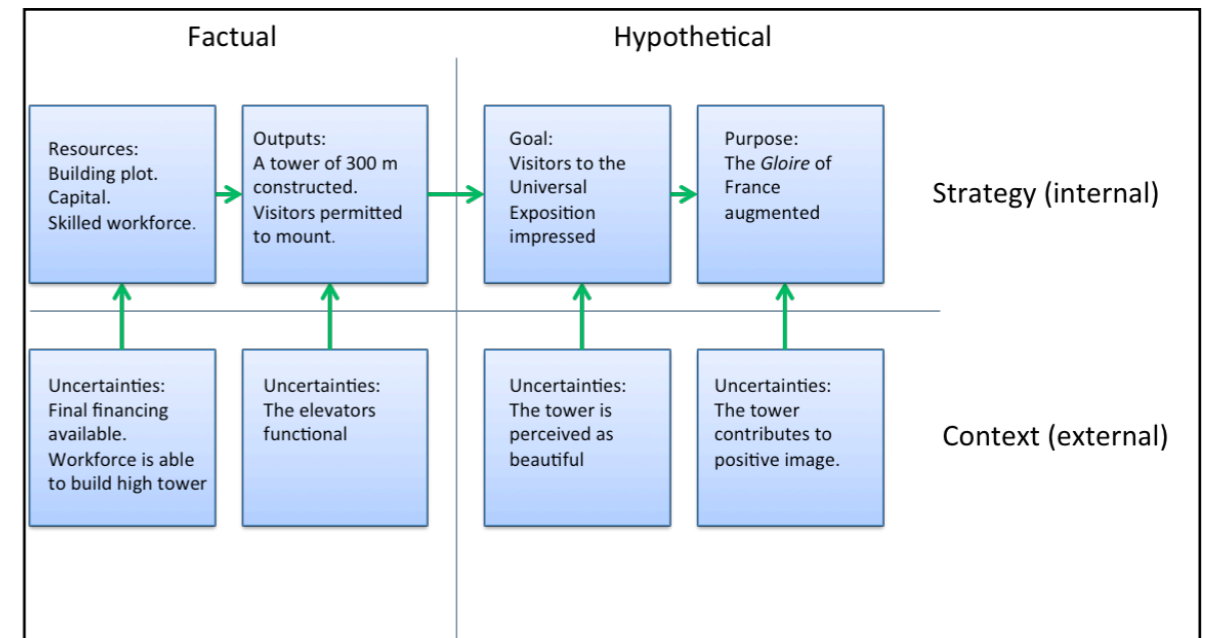 Factual
Hypothetical
Resources:
Building plot.
Capital.
Skilled workforce.
Outputs:
A tower of 300 m
constructed.
Visitors permitted
to mount.
Goal:
Visitors to the
Universal
Exposition
impressed
Purpose:
The Gloire of
France
augmented
Strategy (internal)
Uncertainties:
Final financing
available.
Workforce is able
to build high tower
Uncertainties:
The elevators
functional
Uncertainties:
The tower is
perceived as
beautiful
Uncertainties:
The tower
contributes to
positive image.
Context (external)